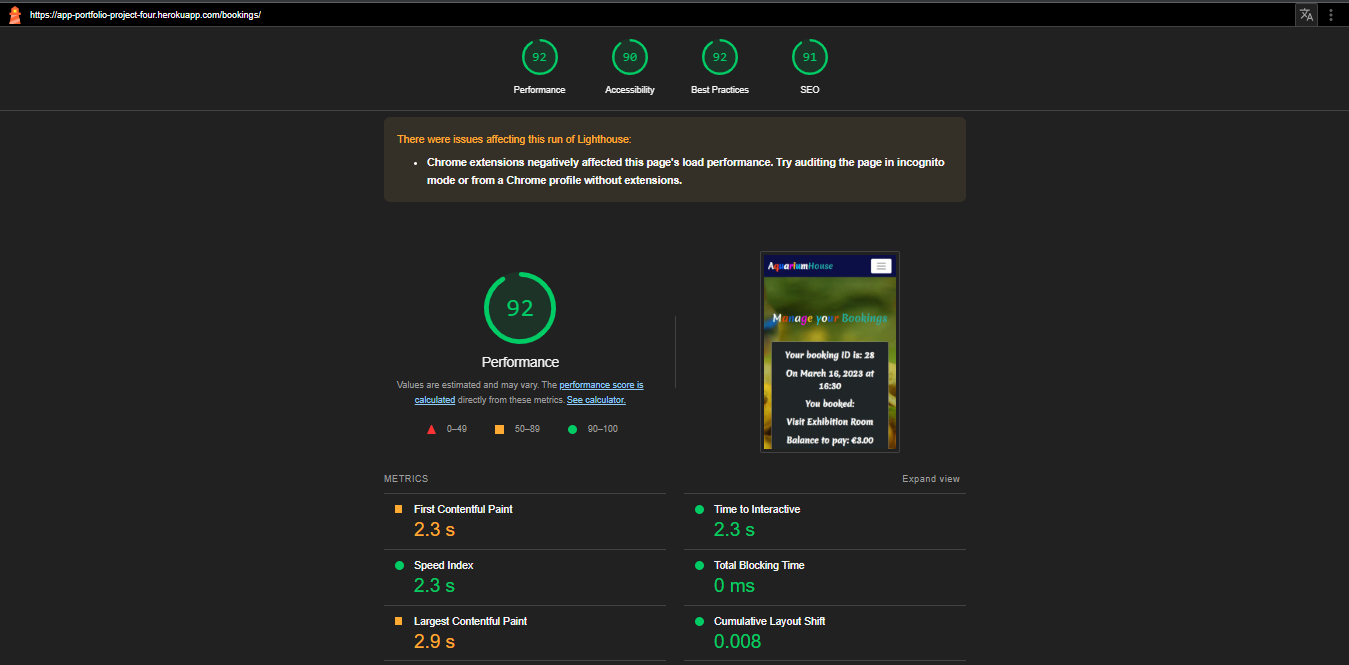 https://app-portfolio-project-four.herokuapp.com/bookings/
92
90
92
91
Performance
Accessibility
Best Practices
SEO
There were issues affecting this run of Lighthouse:
• Chrome extensions negatively affected this page's load performance. Try auditing the page in incognito
mode or from a Chrome profile without extensions.
92
Performance
Values are estimated and may vary. The performance score is
calculated directly from these metrics. See calculator.
0–49
50–89
90–100
AquariumHouse
Manage your Bookings
Your booking ID is: 28
On March 16, 2023 at
16:30
You booked:
Visit Exhibition Room
Balance to pay: €3.00
METRICS
Expand view
First Contentful Paint
2.3 s
Time to Interactive
2.3 s
Speed Index
2.3 s
Total Blocking Time
0 ms
Largest Contentful Paint
2.9 s
Cumulative Layout Shift
0.008